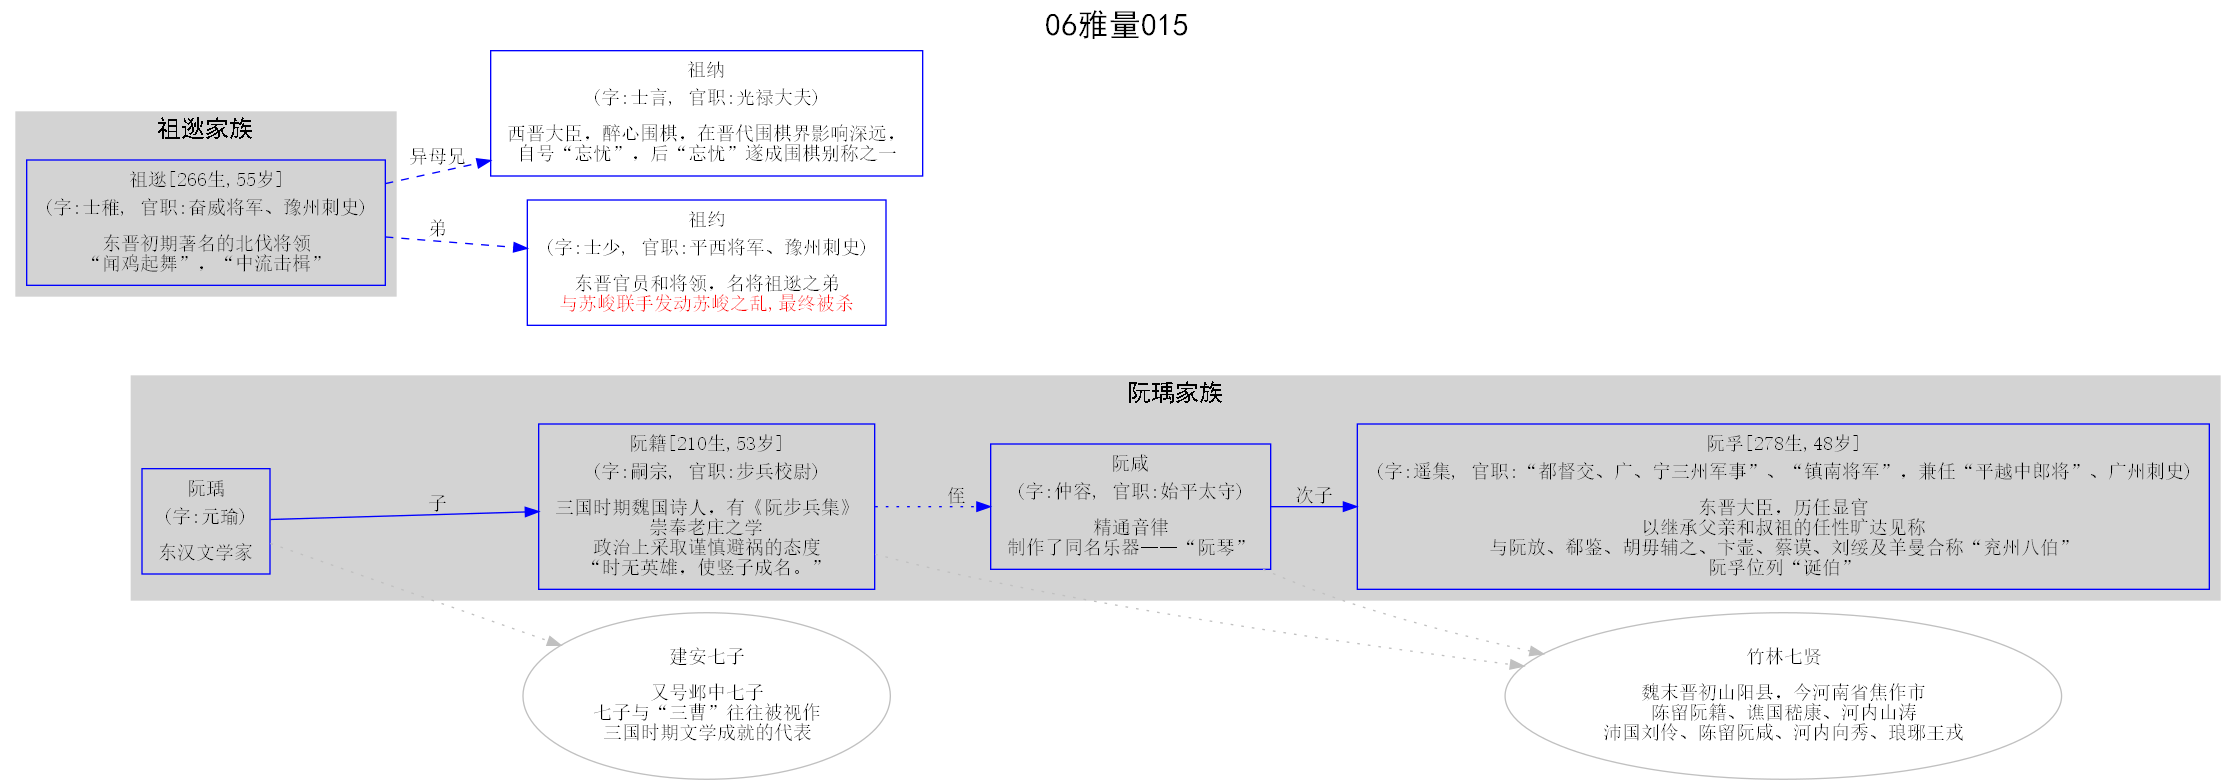 06雅量015
祖逖家族
祖逖[266生,55岁]
(字:士稚, 官职:奋威将军、豫州刺史)
东晋初期著名的北伐将领
“闻鸡起舞”，“中流击楫”
异母兄
祖纳
(字:士言, 官职:光禄大夫)
西晋大臣，醉心围棋，在晋代围棋界影响深远，
自号“忘忧”，后“忘忧”遂成围棋别称之一
弟
祖约
(字:士少, 官职:平西将军、豫州刺史)
东晋官员和将领，名将祖逖之弟
与苏峻联手发动苏峻之乱,最终被杀
阮瑀家族
阮瑀
(字:元瑜)
东汉文学家
子
阮籍[210生,53岁]
(字:嗣宗, 官职:步兵校尉)
三国时期魏国诗人，有《阮步兵集》
崇奉老庄之学
政治上采取谨慎避祸的态度
“时无英雄，使竖子成名。”
侄
阮咸
(字:仲容, 官职:始平太守)
精通音律
制作了同名乐器——“阮琴”
次子
阮孚[278生,48岁]
(字:遥集, 官职:“都督交、广、宁三州军事”、“镇南将军”，兼任“平越中郎将”、广州刺史)
东晋大臣，历任显官
以继承父亲和叔祖的任性旷达见称
与阮放、郗鉴、胡毋辅之、卞壸、蔡谟、刘绥及羊曼合称“兖州八伯”
阮孚位列“诞伯”
建安七子
又号邺中七子
七子与“三曹”往往被视作
三国时期文学成就的代表
竹林七贤
魏末晋初山阳县，今河南省焦作市
陈留阮籍、谯国嵇康、河内山涛
沛国刘伶、陈留阮咸、河内向秀、琅琊王戎